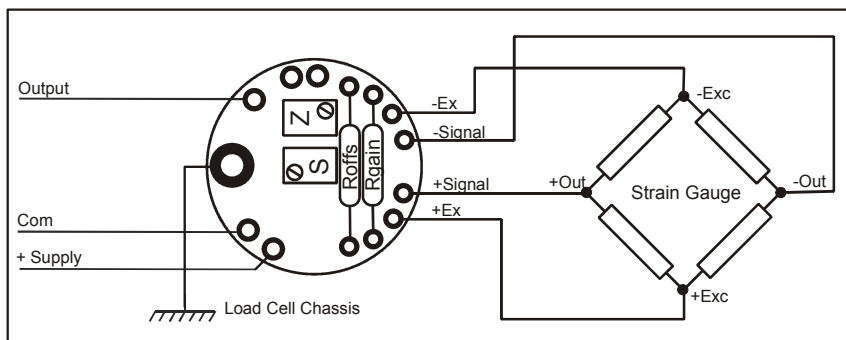 Output
Z
S
Roffs
Rgain
-Ex
-Signal
+Signal
+Ex
-Exc
+Out
Strain Gauge
-Out
+Exc
Com
+ Supply
Load Cell Chassis